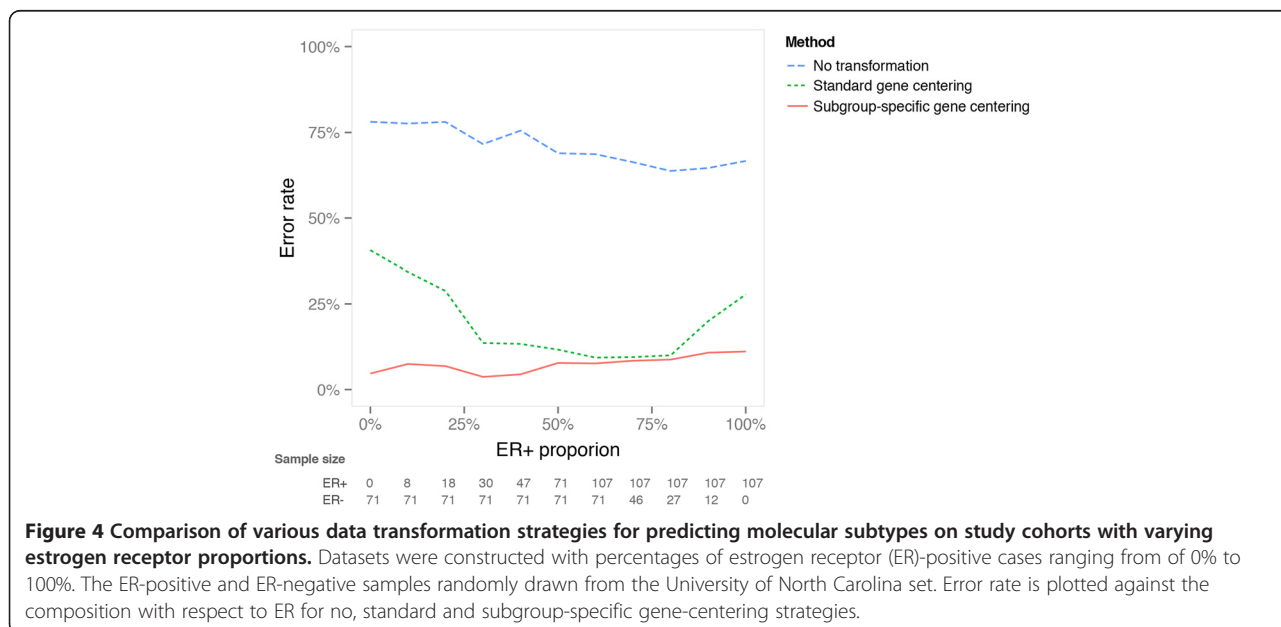 Method
No transformation
Standard gene centering
Subgroup-specific gene centering
100%
75%
50%
25%
0%
Error rate
0% 25% 50% 75% 100%
ER+ proporion
Sample size
ER+ 0 8 18 30 47 71 107 107 107 107 107
ER- 71 71 71 71 71 71 71 46 27 12 0
Figure 4 Comparison of various data transformation strategies for predicting molecular subtypes on study cohorts with varying
estrogen receptor proportions. Datasets were constructed with percentages of estrogen receptor (ER)-positive cases ranging from of 0% to
100%. The ER-positive and ER-negative samples randomly drawn from the University of North Carolina set. Error rate is plotted against the
composition with respect to ER for no, standard and subgroup-specific gene-centering strategies.